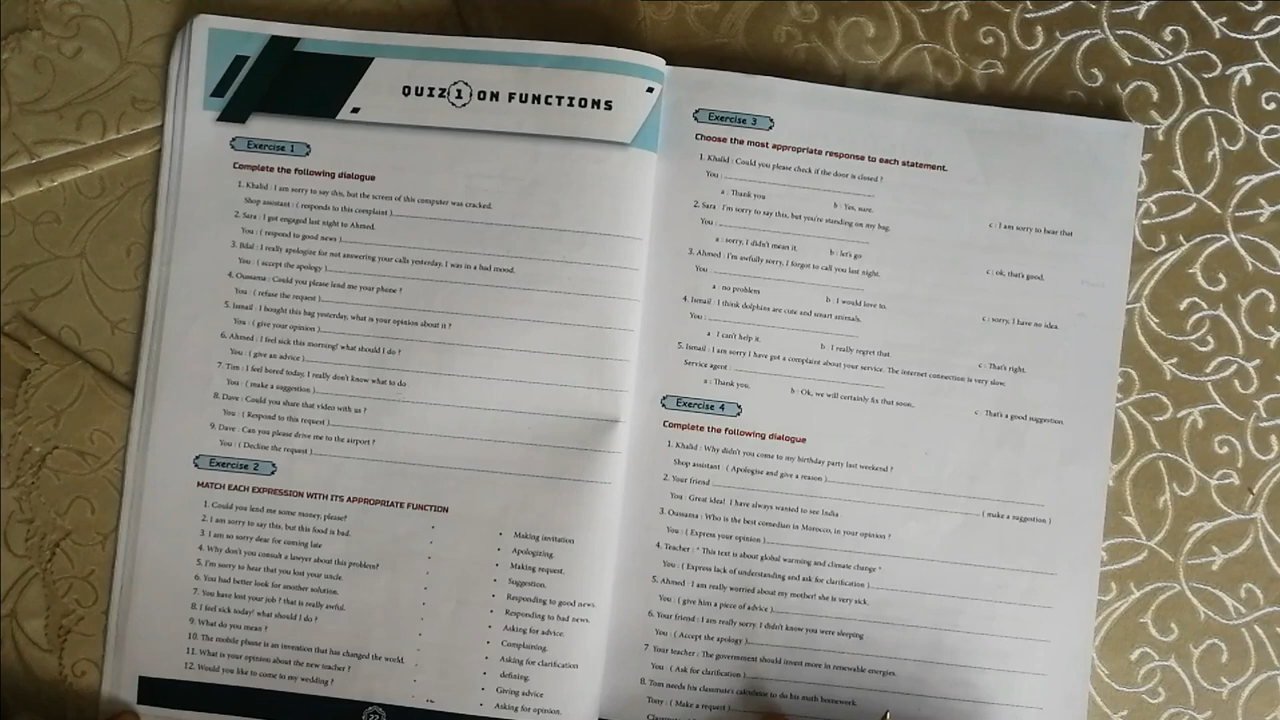 QUIZ 1 ON FUNCTIONS
Exercise 1
Complete the following dialogue
1. Khalid : I am sorry to say this, but the screen of this computer was cracked.
Shop assistant : ( responds to this complaint )
2. Sara : I got engaged last night to Ahmed.
You : ( respond to good news )
3. Bilal : I really apologize for not answering your calls yesterday, I was in a bad mood.
You : ( accept the apology )
4. Oussama : Could you please lend me your phone ?
You : ( refuse the request )
5. Ismail : I bought this bag yesterday, what is your opinion about it ?
You : ( give your opinion )
6. Ahmed : I feel sick this morning! what should I do ?
You : ( give an advice )
7. Tim : I feel bored today, I really don't know what to do
You : ( make a suggestion )
8. Dave : Could you share that video with us ?
You : ( Respond to this request )
9. Dave : Can you please drive me to the airport ?
You : ( Decline the request )
Exercise 2
MATCH EACH EXPRESSION WITH ITS APPROPRIATE FUNCTION
1. Could you lend me some money, please?
2. I am sorry to say this, but this food is bad.
3. I am so sorry dear for coming late
4. Why don't you consult a lawyer about this problem?
5. I'm sorry to hear that you lost your uncle.
6. You had better look for another solution.
7. You have lost your job ? that is really awful.
8. I feel sick today! what should I do ?
9. What do you mean ?
10. The mobile phone is an invention that has changed the world.
11. What is your opinion about the new teacher ?
12. Would you like to come to my wedding ?
• Making invitation
• Apologizing.
• Making request.
• Suggestion.
• Responding to good news.
• Responding to bad news.
• Asking for advice.
• Complaining.
• Asking for clarification
• defining.
• Giving advice
• Asking for opinion.
22
Exercise 3
Choose the most appropriate response to each statement.
1. Khalid : Could you please check if the door is closed ?
You :
a : Thank you b : Yes, sure. c : I am sorry to hear that
2. Sara : I'm sorry to say this, but you're standing on my bag.
You :
a : sorry, I didn't mean it. b : let's go c : ok, that's good.
3. Ahmed : I'm awfully sorry, I forgot to call you last night.
You :
a : no problem b : I would love to. c : sorry, I have no idea.
4. Ismail : I think dolphins are cute and smart animals.
You :
a : I can't help it. b : I really regret that. c : That's right.
5. Ismail : I am sorry I have got a complaint about your service. The internet connection is very slow.
Service agent :
a : Thank you. b : Ok, we will certainly fix that soon. c : That's a good suggestion.
Exercise 4
Complete the following dialogue
1. Khalid : Why didn't you come to my birthday party last weekend ?
Shop assistant : ( Apologise and give a reason )
2. Your friend ( make a suggestion )
You : Great idea! I have always wanted to see India
3. Oussama : Who is the best comedian in Morocco, in your opinion ?
You : ( Express your opinion )
4. Teacher : " This text is about global warming and climate change "
You : ( Express lack of understanding and ask for clarification )
5. Ahmed : I am really worried about my mother! she is very sick.
You : ( give him a piece of advice )
6. Your friend : I am really sorry. I didn't know you were sleeping
You : ( Accept the apology )
7 Your teacher : The government should invest more in renewable energies.
You : ( Ask for clarification )
8. Tom needs his classmate's calculator to do his math homework.
Tony : ( Make a request )